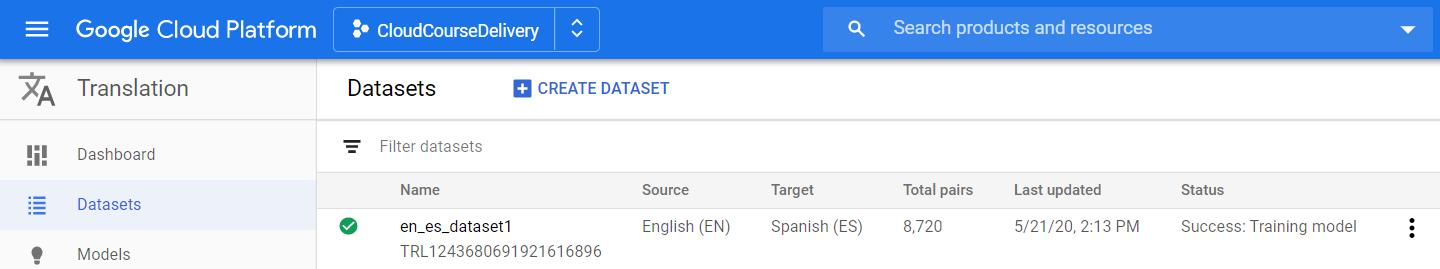 Google Cloud Platform
CloudCourseDelivery
Search products and resources
Translation
Datasets
CREATE DATASET
Dashboard
Filter datasets
Datasets
Name Source Target Total pairs Last updated Status
en_es_dataset1 English (EN) Spanish (ES) 8,720 5/21/20, 2:13 PM Success: Training model
TRL1243680691921616896
Models